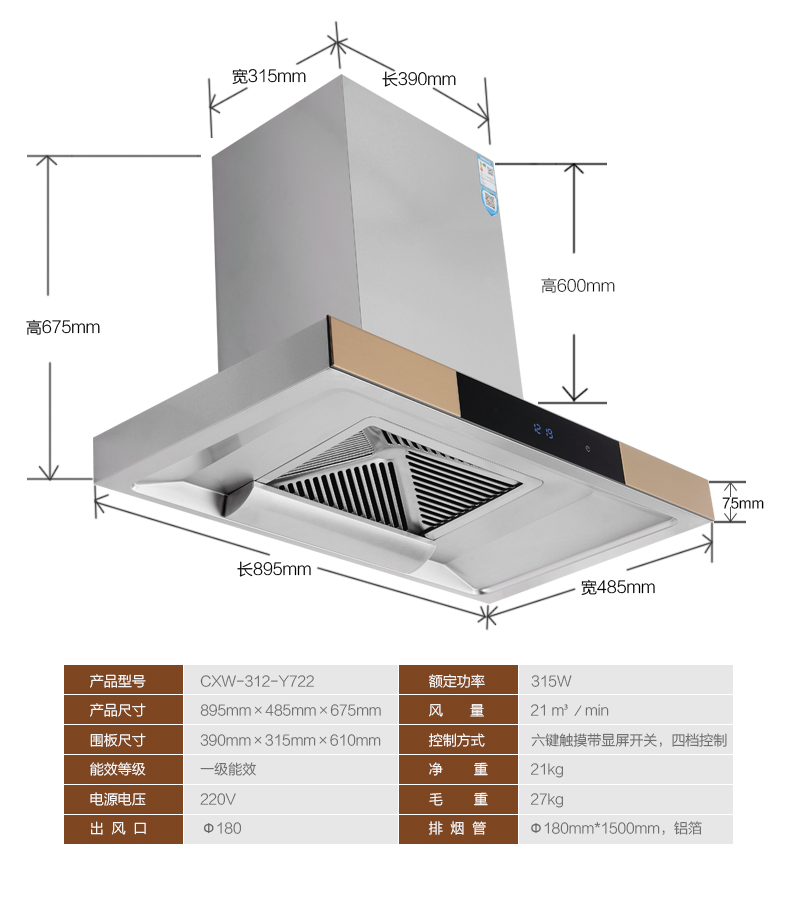 宽315mm
长390mm
高600mm
高675mm
12 19
75mm
长895mm
宽485mm
产品型号 CXW-312-Y722 额定功率 315W
产品尺寸 895mm×485mm×675mm 风 量 21 m³ / min
围板尺寸 390mm×315mm×610mm 控制方式 六键触摸带显屏开关，四档控制
能效等级 一级能效 净 重 21kg
电源电压 220V 毛 重 27kg
出 风 口 Φ180 排 烟 管 Φ180mm*1500mm，铝箔